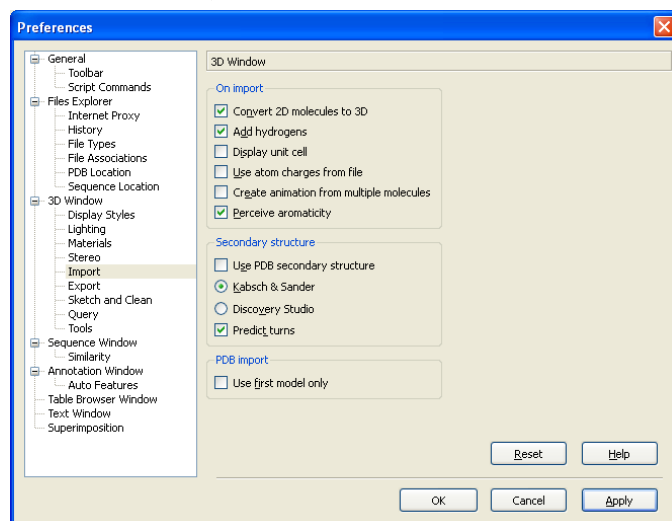 Preferences
General
Toolbar
Script Commands
Files Explorer
Internet Proxy
History
File Types
File Associations
PDB Location
Sequence Location
3D Window
Display Styles
Lighting
Materials
Stereo
Import
Export
Sketch and Clean
Query
Tools
Sequence Window
Similarity
Annotation Window
Auto Features
Table Browser Window
Text Window
Superimposition
3D Window
On import
Convert 2D molecules to 3D
Add hydrogens
Display unit cell
Use atom charges from file
Create animation from multiple molecules
Perceive aromaticity
Secondary structure
Use PDB secondary structure
Kabsch & Sander
Discovery Studio
Predict turns
PDB import
Use first model only
Reset Help
OK Cancel Apply